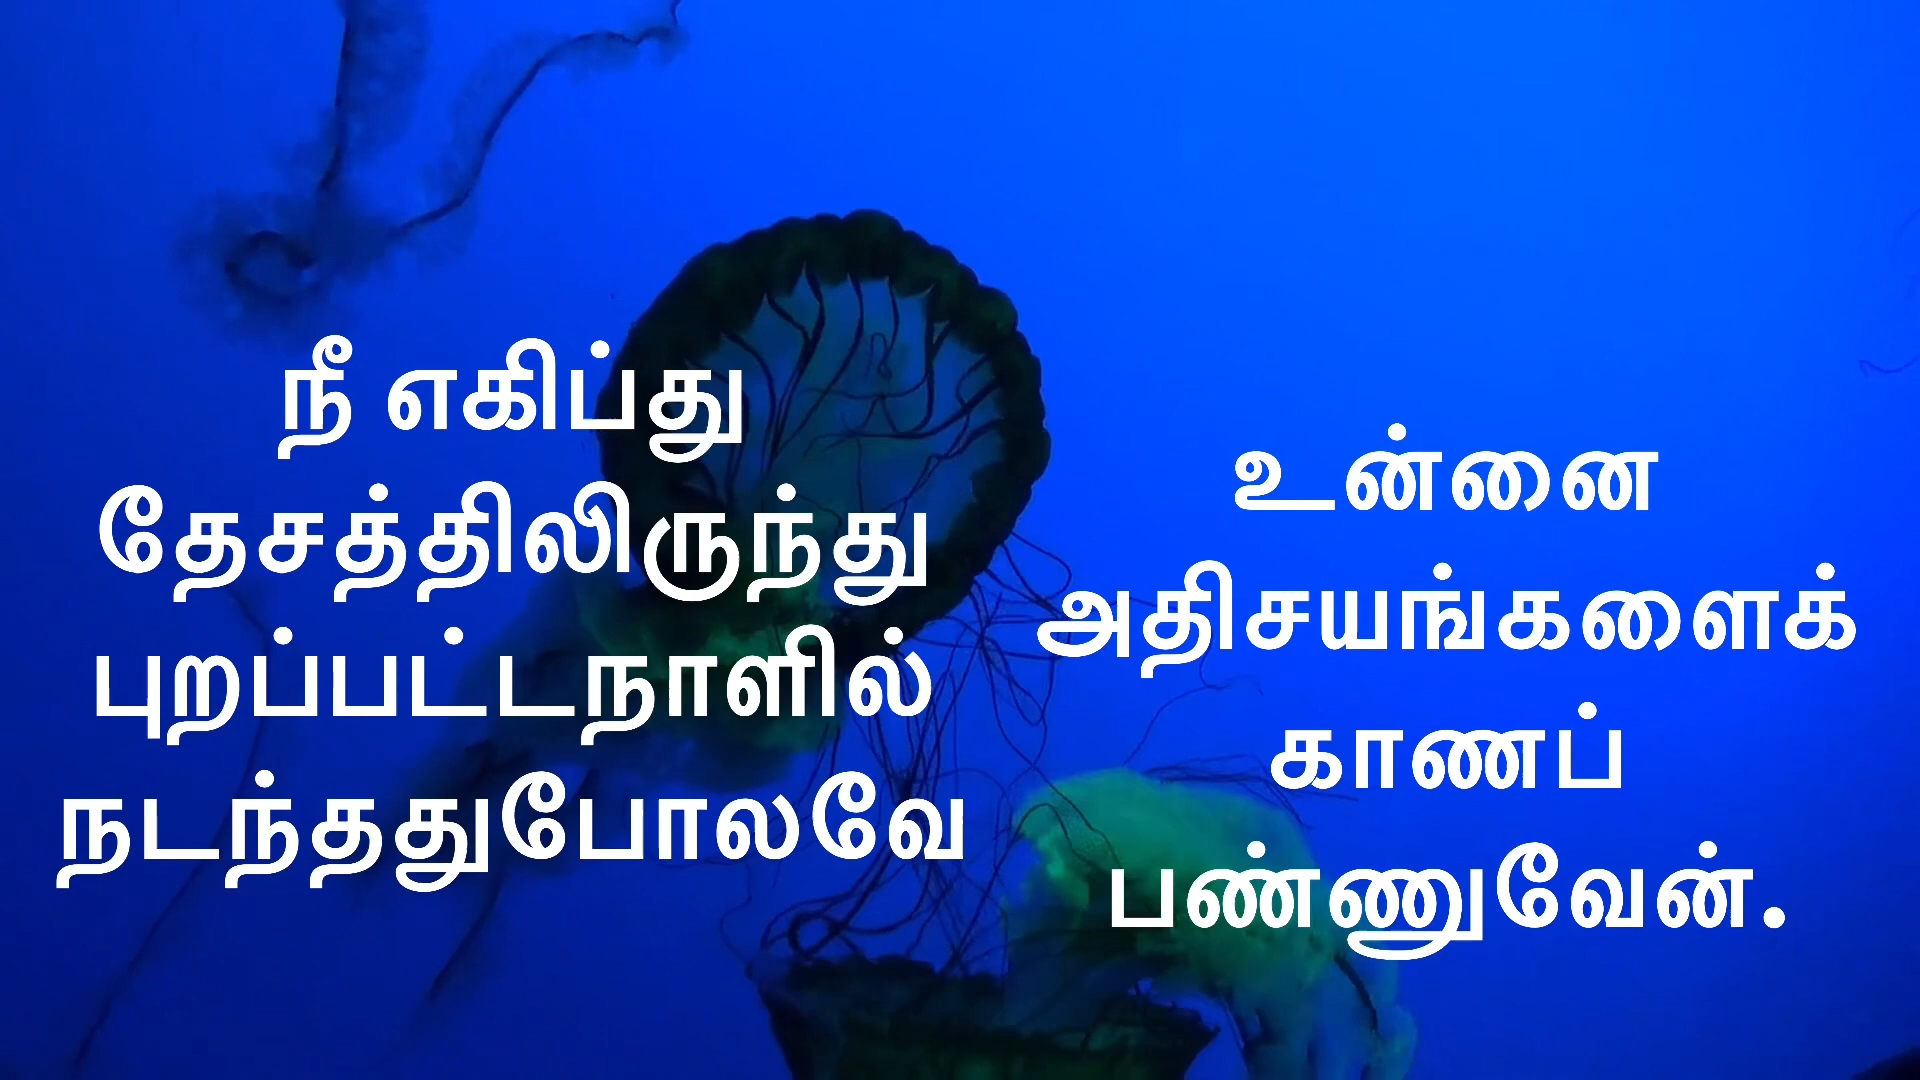 நீ எகிப்து
தேசத்திலிருந்து
புறப்பட்டநாளில்
நடந்ததுபோலவே
உன்னை
அதிசயங்களைக்
காணப்
பண்ணுவேன்.